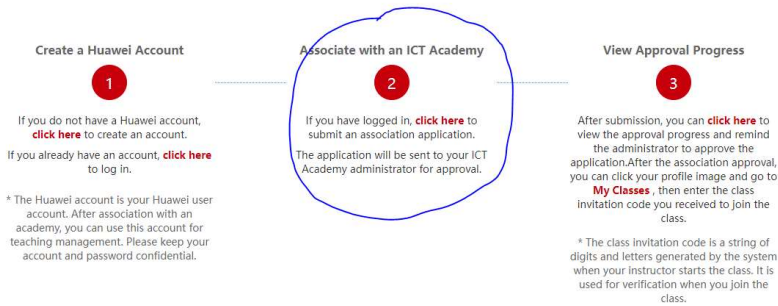 Create a Huawei Account
1
If you do not have a Huawei account,
click here to create an account.
If you already have an account, click here
to log in.
* The Huawei account is your Huawei user
account. After association with an
academy, you can use this account for
teaching management. Please keep your
account and password confidential.
Associate with an ICT Academy
2
If you have logged in, click here to
submit an association application.
The application will be sent to your ICT
Academy administrator for approval.
View Approval Progress
3
After submission, you can click here to
view the approval progress and remind
the administrator to approve the
application.After the association approval,
you can click your profile image and go to
My Classes , then enter the class
invitation code you received to join the
class.
* The class invitation code is a string of
digits and letters generated by the system
when your instructor starts the class. It is
used for verification when you join the
class.